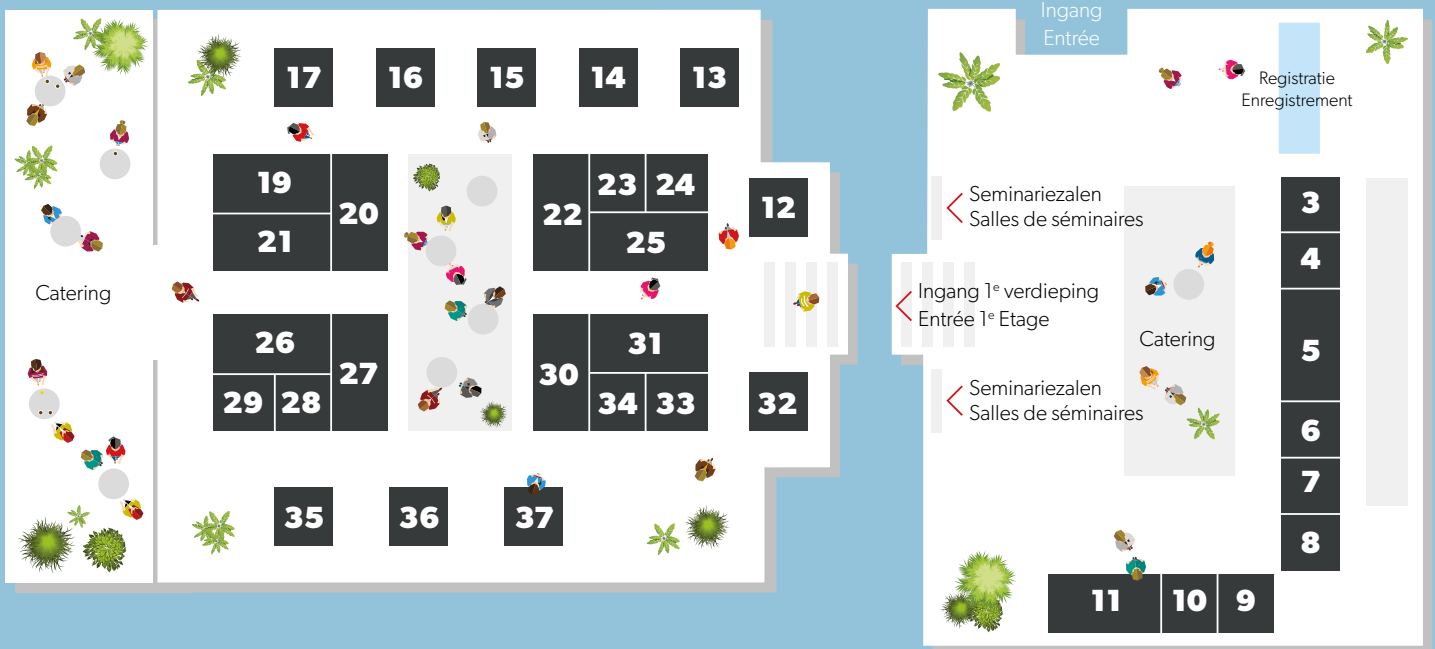 Ingang
Entrée
Registratie
Enregistrement
17
16
15
14
13
19
20
21
22
23
24
25
12
Catering
26
27
29
28
30
31
34
33
32
35
36
37
Seminariezalen
Salles de séminaires
Ingang 1e verdieping
Entrée 1e Etage
Seminariezalen
Salles de séminaires
Catering
3
4
5
6
7
8
11
10
9